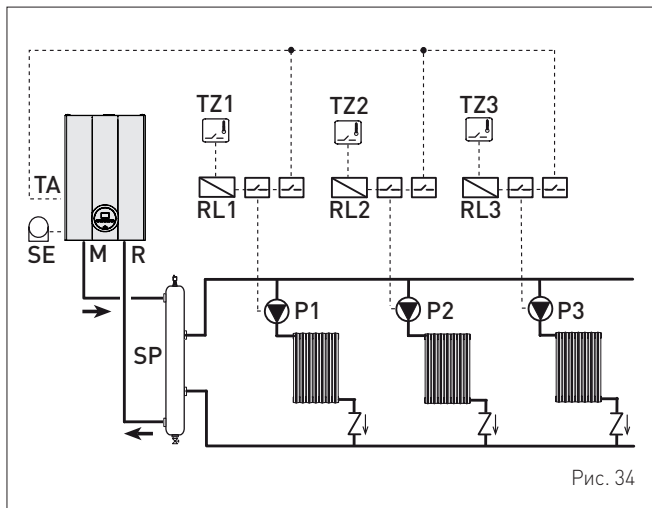 TZ1 TZ2 TZ3
TA
RL1 RL2 RL3
SE M R
P1 P2 P3
SP
Рис. 34